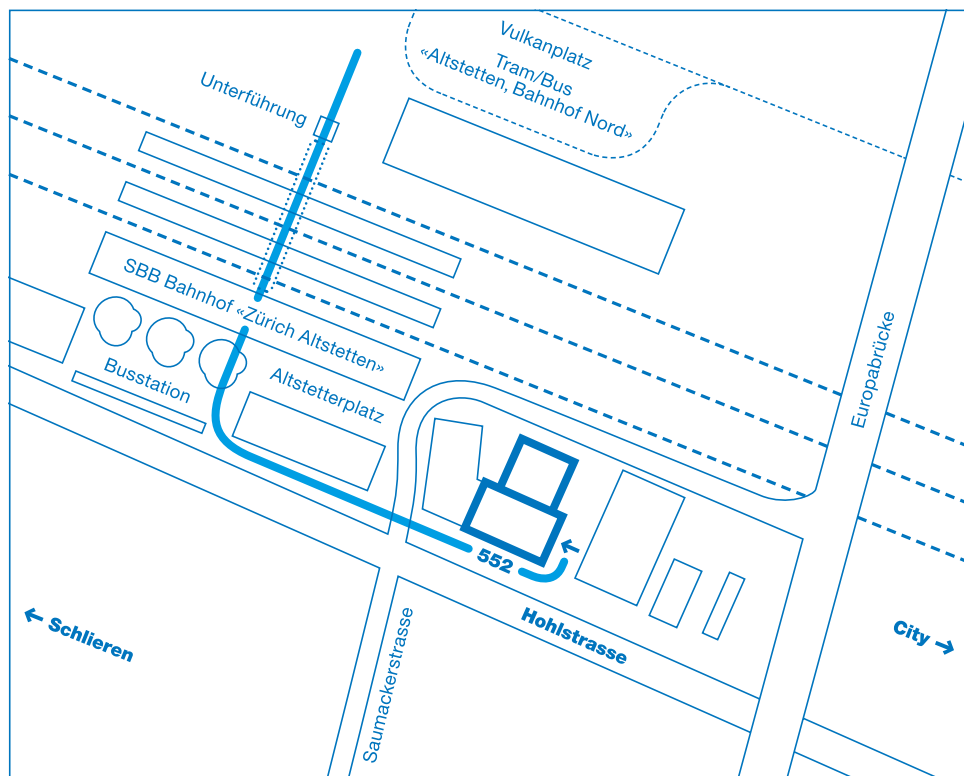 Vulkanplatz
Tram/Bus
«Altstetten, Bahnhof Nord»
Unterführung
SBB Bahnhof «Zürich Altstetten»
Busstation
Altstetterplatz
Europabrücke
552
Hohlstrasse
← Schlieren
City →
Saumackerstrasse